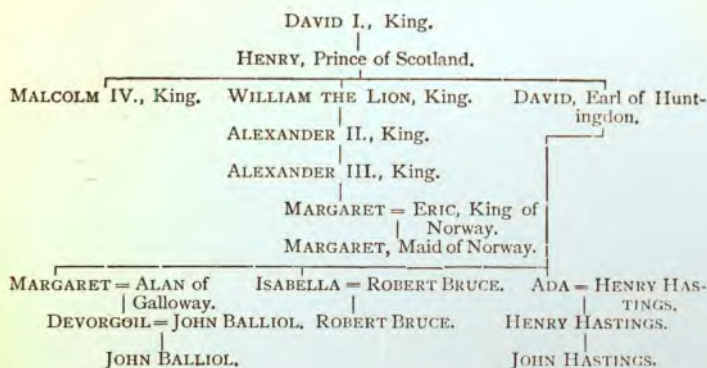 DAVID I., King.
HENRY, Prince of Scotland.
MALCOLM IV., King. WILLIAM THE LION, King. DAVID, Earl of Hunt-
ingdon.
ALEXANDER II., King.
ALEXANDER III., King.
MARGARET = ERIC, King of
Norway.
MARGARET, Maid of Norway.
MARGARET = ALAN of ISABELLA = ROBERT BRUCE. ADA = HENRY HAS-
Galloway. TINGS.
DEVORGOIL = JOHN BALLIOL. ROBERT BRUCE. HENRY HASTINGS.
JOHN BALLIOL. JOHN HASTINGS.